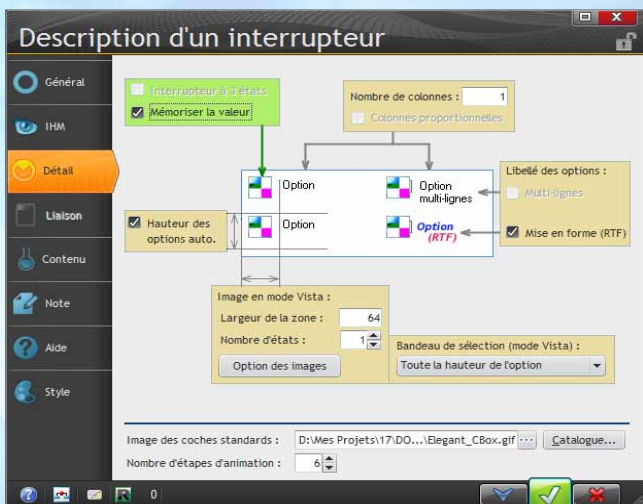 Description d'un interrupteur
Général
IHM
Détail
Liaison
Contenu
Note
Aide
Style
Interrupteur à 3 états
Mémoriser la valeur
Nombre de colonnes : 1
Colonnes proportionnelles
Option
Option
multi-lignes
Libellé des options :
Multi-lignes
Mise en forme (RTF)
Hauteur des
options auto.
Option
Option
(RTF)
Image en mode Vista :
Largeur de la zone : 64
Nombre d'états : 1
Option des images
Bandeau de sélection (mode Vista) :
Toute la hauteur de l'option
Image des coches standards : D:\Mes Projets\17\DO...\Elegant_CBox.gif ... Catalogue...
Nombre d'étapes d'animation : 6
? R 0